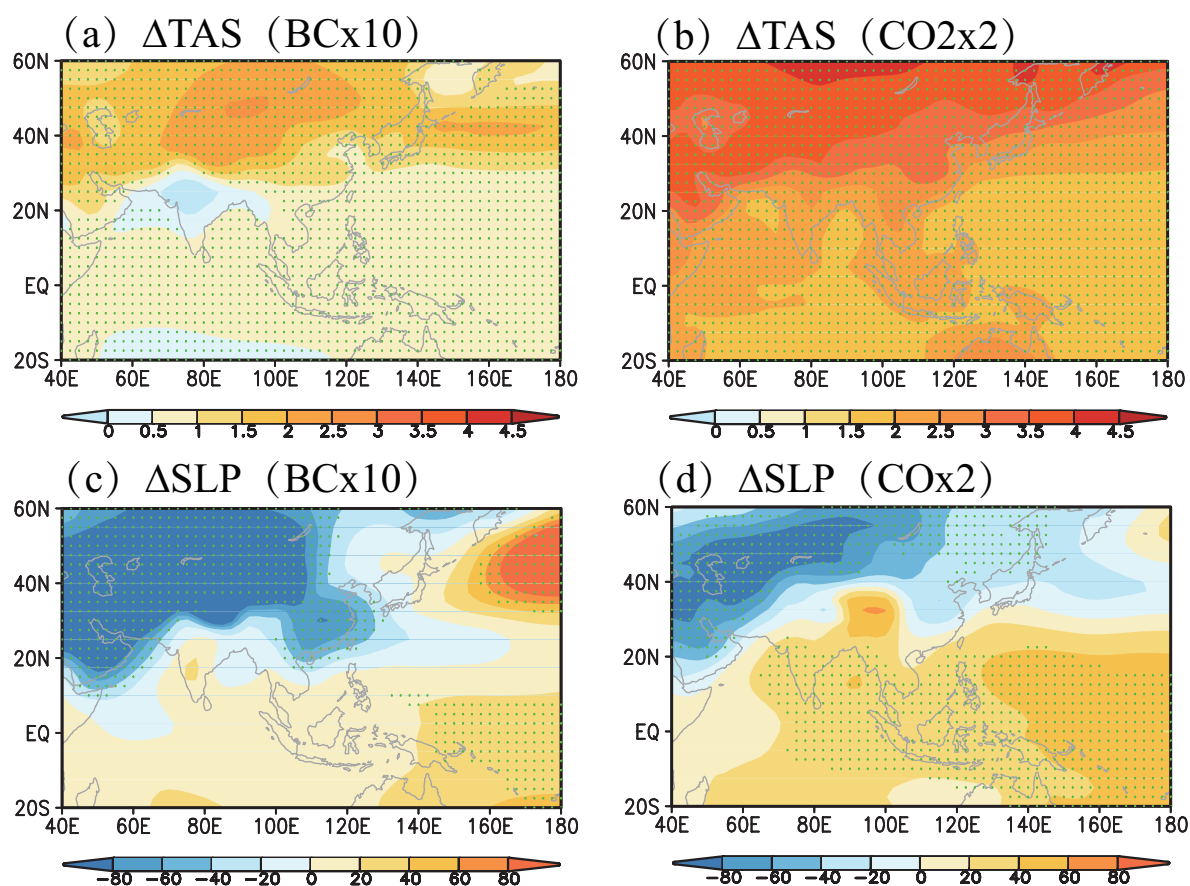 (a) ΔTAS (BCx10)
60N
40N
20N
EQ
20S
40E 60E 80E 100E 120E 140E 160E 180
0 0.5 1 1.5 2 2.5 3 3.5 4 4.5
(b) ΔTAS (CO2x2)
60N
40N
20N
EQ
20S
40E 60E 80E 100E 120E 140E 160E 180
0 0.5 1 1.5 2 2.5 3 3.5 4 4.5
(c) ΔSLP (BCx10)
60N
40N
20N
EQ
20S
40E 60E 80E 100E 120E 140E 160E 180
−80 −60 −40 −20 0 20 40 60 80
(d) ΔSLP (COx2)
60N
40N
20N
EQ
20S
40E 60E 80E 100E 120E 140E 160E 180
−80 −60 −40 −20 0 20 40 60 80